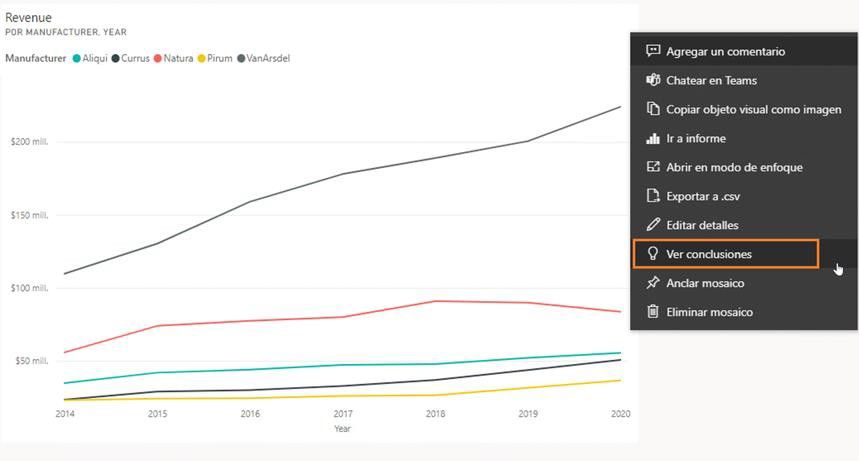 Revenue
POR MANUFACTURER, YEAR
Manufacturer Aliqui Currus Natura Pirum VanArsdel
$200 mill.
$150 mill.
$100 mill.
$50 mill.
2014 2015 2016 2017 2018 2019 2020
Year
Agregar un comentario
Chatear en Teams
Copiar objeto visual como imagen
Ir a informe
Abrir en modo de enfoque
Exportar a .csv
Editar detalles
Ver conclusiones
Anclar mosaico
Eliminar mosaico